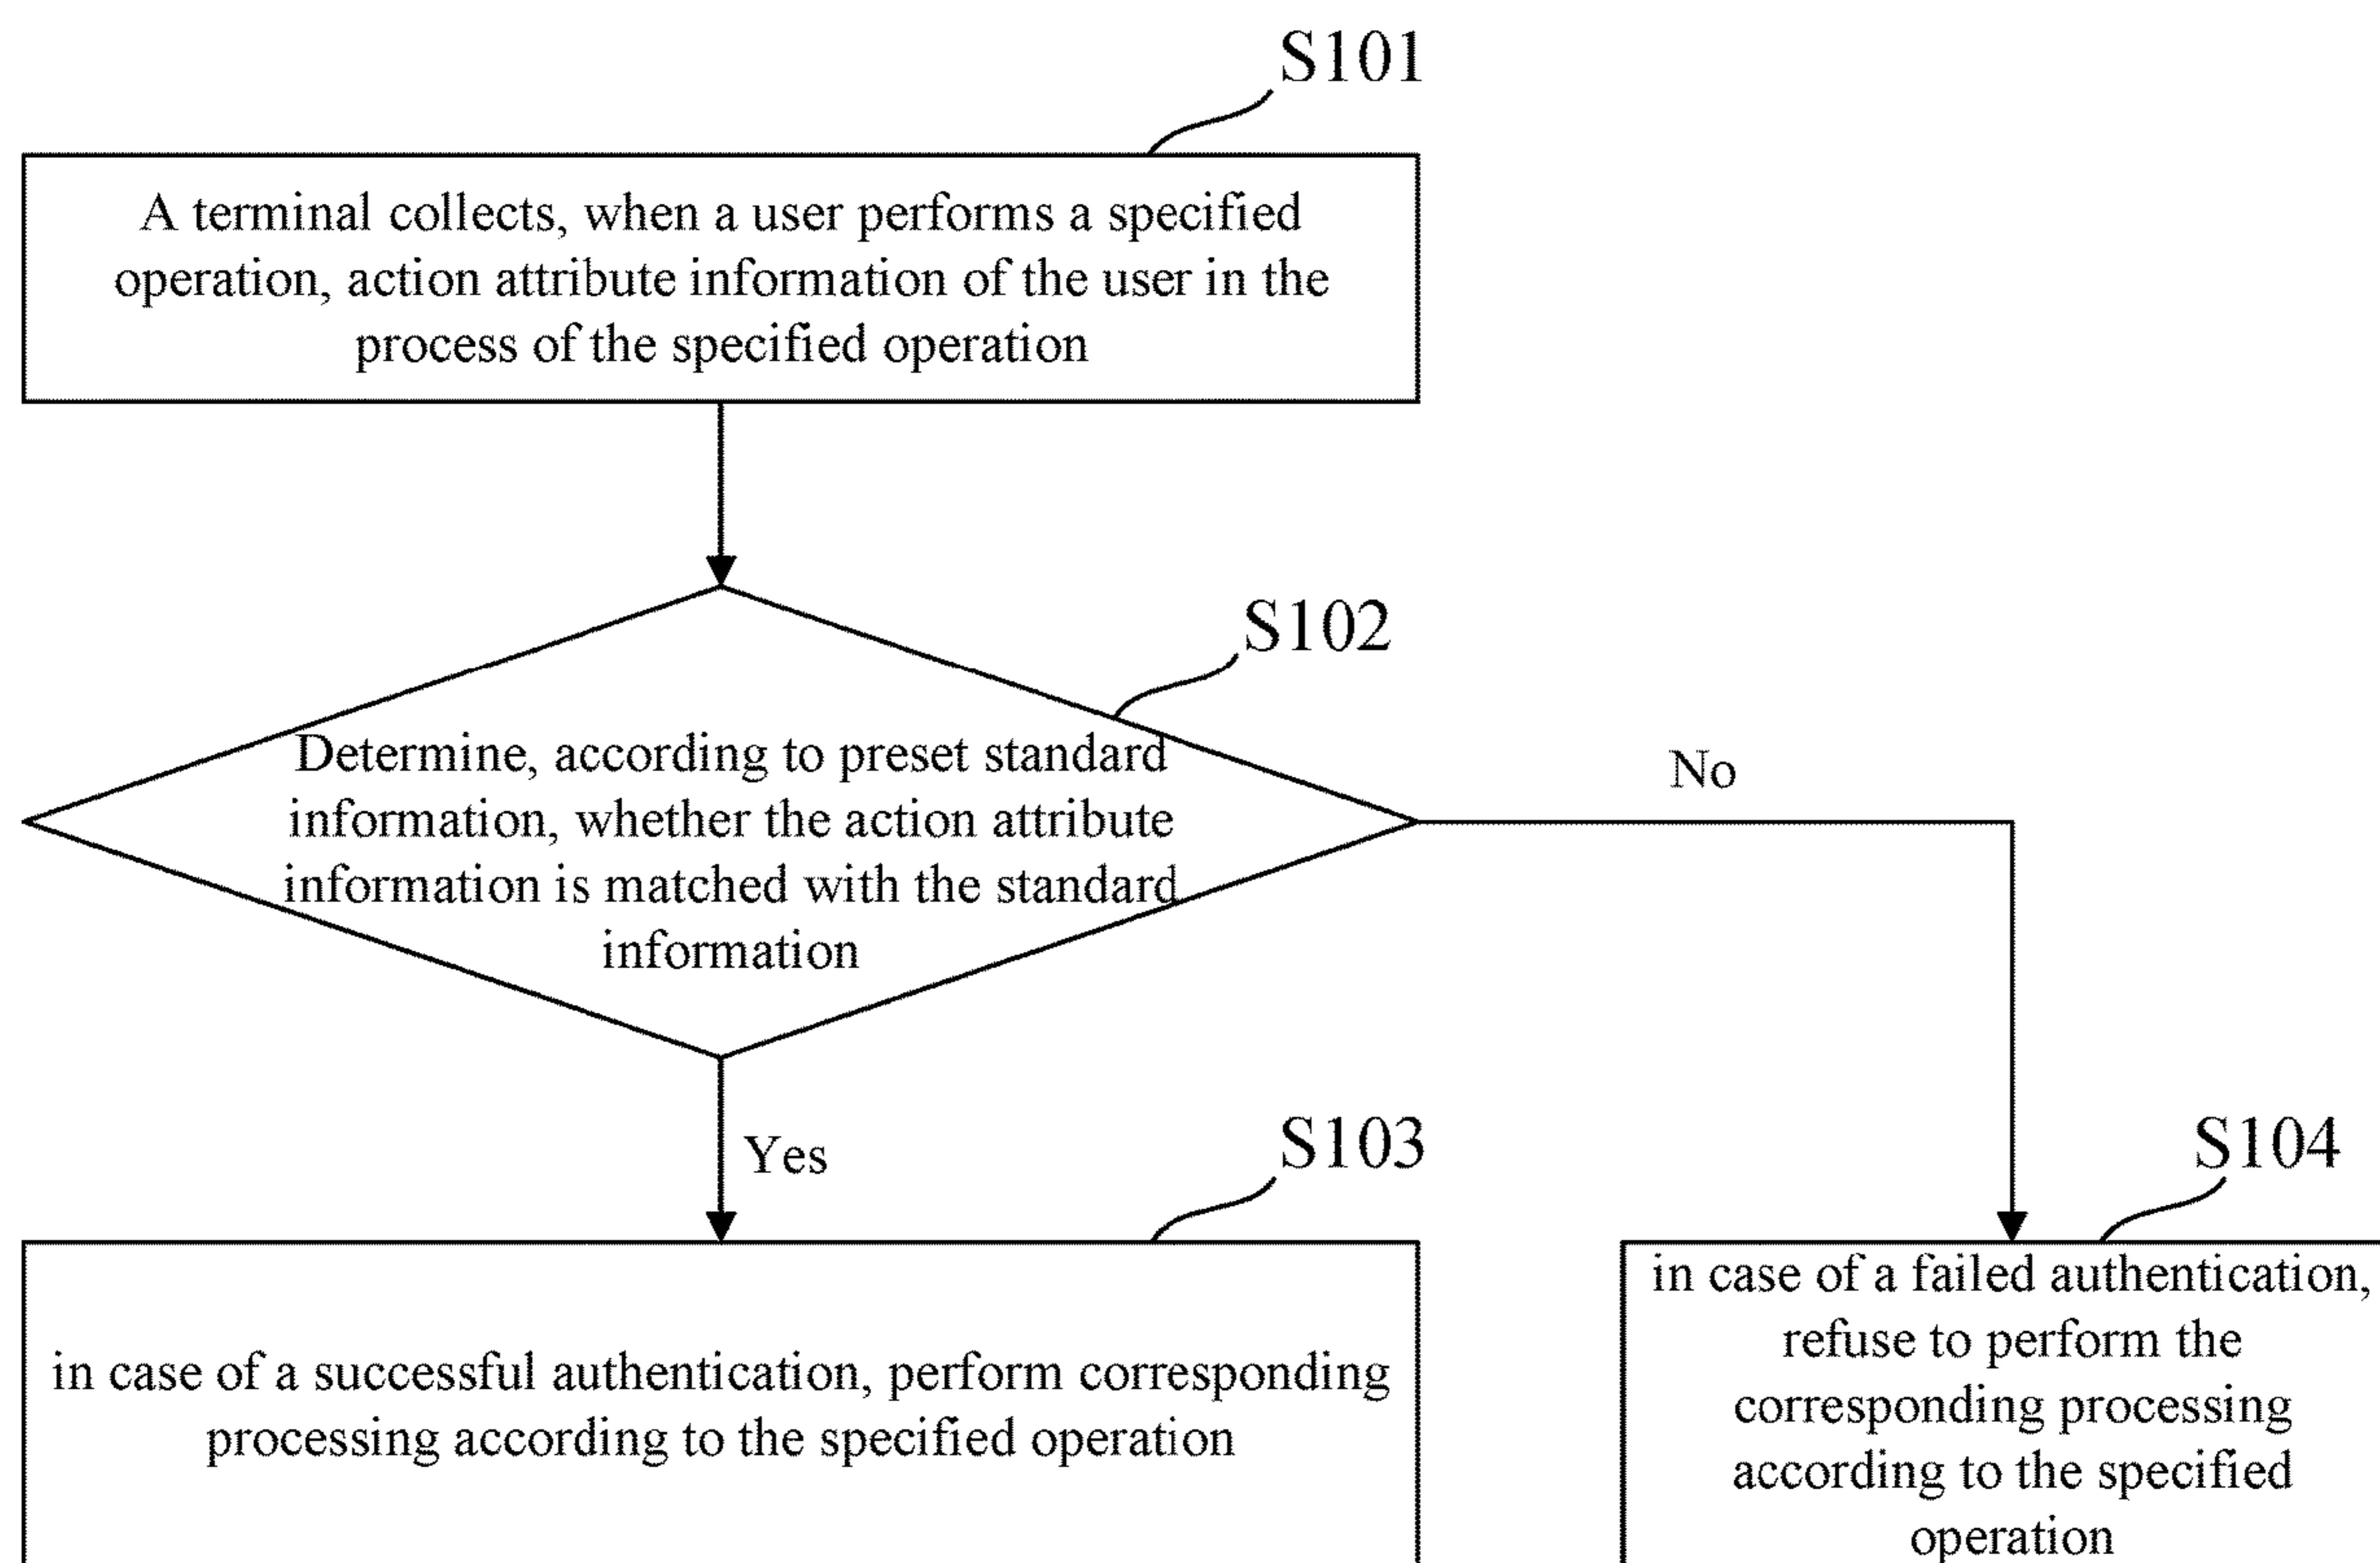 S101
A terminal collects, when a user performs a specified
operation, action attribute information of the user in the
process of the specified operation
S102
Determine, according to preset standard
information, whether the action attribute
information is matched with the standard
information
No
Yes
S103
in case of a successful authentication, perform corresponding
processing according to the specified operation
S104
in case of a failed authentication,
refuse to perform the
corresponding processing
according to the specified
operation